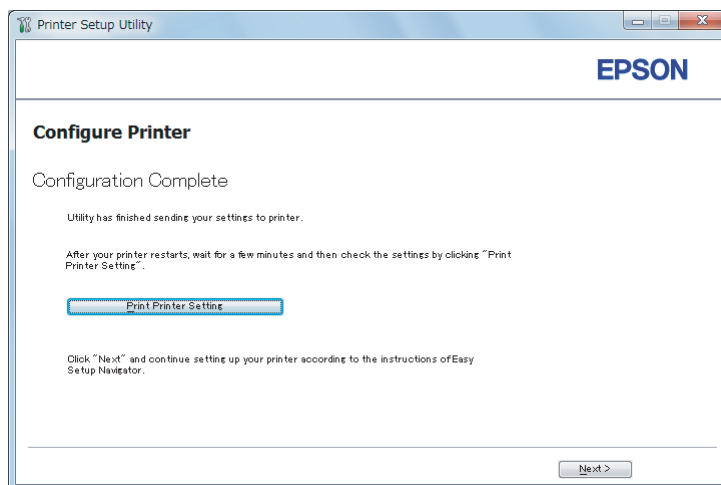 Printer Setup Utility
EPSON
Configure Printer
Configuration Complete
Utility has finished sending your settings to printer.
After your printer restarts, wait for a few minutes and then check the settings by clicking "Print
Printer Setting".
Print Printer Setting
Click "Next" and continue setting up your printer according to the instructions of Easy
Setup Navigator.
Next >